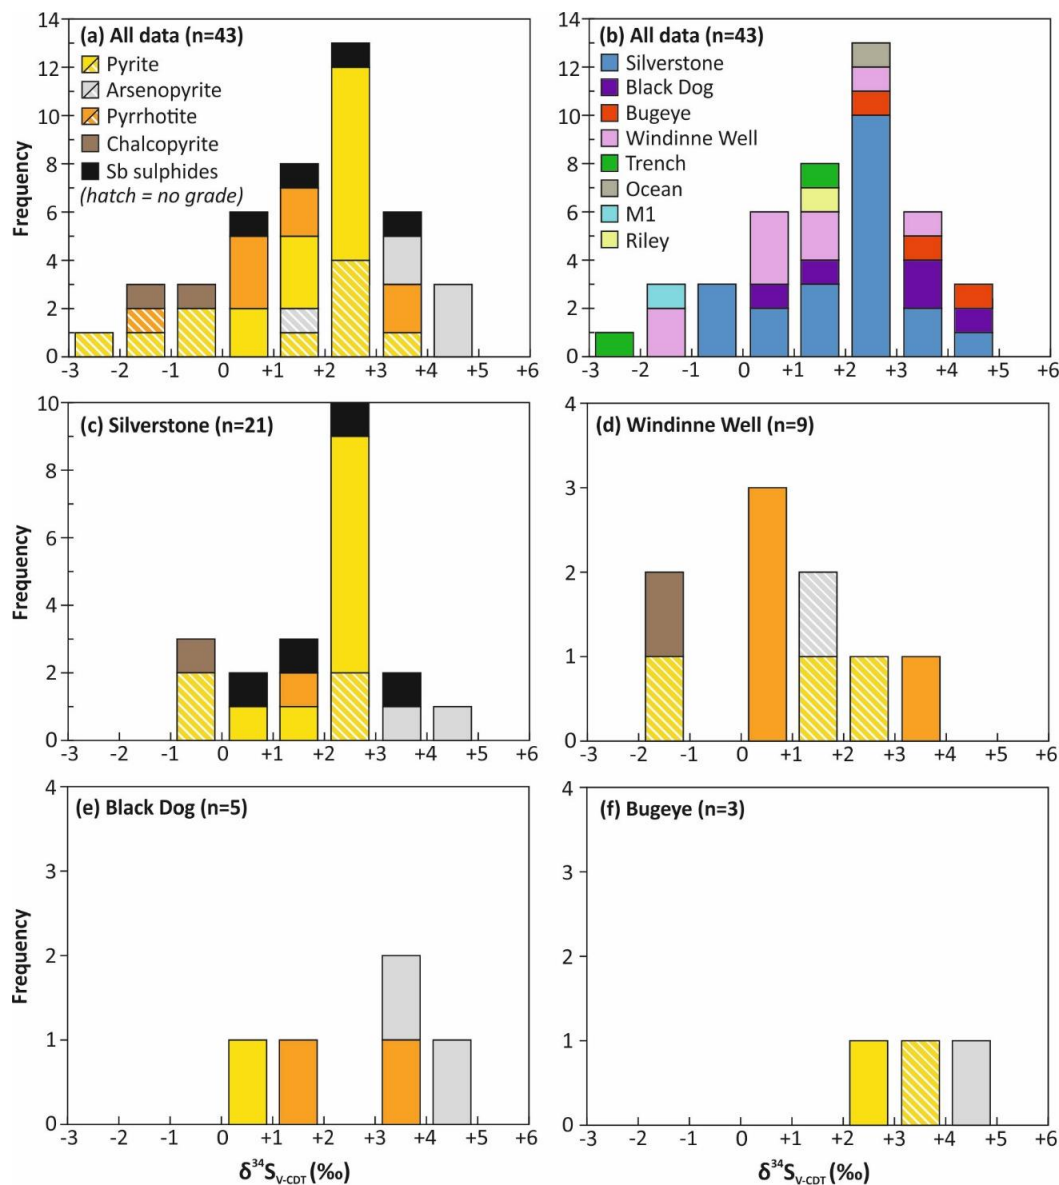 (a) All data (n=43)
Pyrite
Arsenopyrite
Pyrrhotite
Chalcopyrite
Sb sulphides
(hatch = no grade)
Frequency
14
12
10
8
6
4
2
0
-3 -2 -1 0 +1 +2 +3 +4 +5 +6
(b) All data (n=43)
Silverstone
Black Dog
Bugeye
Windinne Well
Trench
Ocean
M1
Riley
14
12
10
8
6
4
2
0
-3 -2 -1 0 +1 +2 +3 +4 +5 +6
(c) Silverstone (n=21)
Frequency
10
8
6
4
2
0
-3 -2 -1 0 +1 +2 +3 +4 +5 +6
(d) Windinne Well (n=9)
4
3
2
1
0
-3 -2 -1 0 +1 +2 +3 +4 +5 +6
(e) Black Dog (n=5)
Frequency
4
3
2
1
0
-3 -2 -1 0 +1 +2 +3 +4 +5 +6
δ³⁴S V-CDT (‰)
(f) Bugeye (n=3)
4
3
2
1
0
-3 -2 -1 0 +1 +2 +3 +4 +5 +6
δ³⁴S V-CDT (‰)